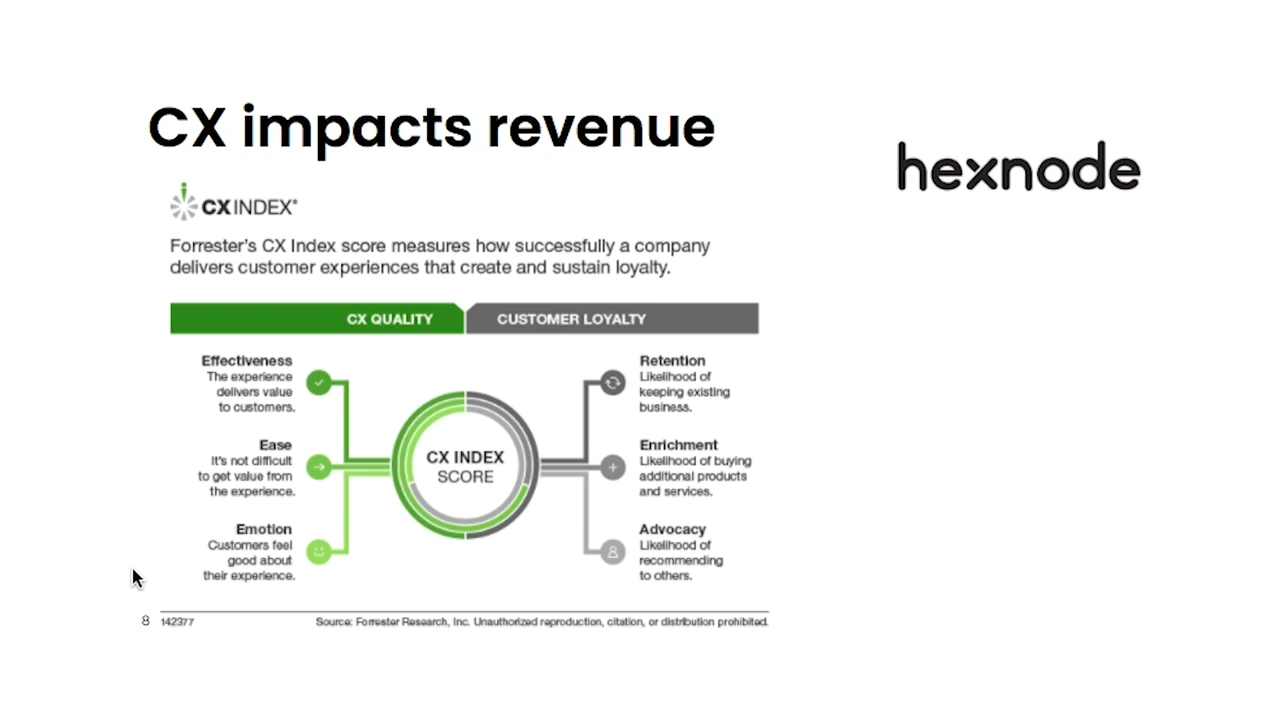 CX impacts revenue
hexnode
CX INDEX®
Forrester's CX Index score measures how successfully a company
delivers customer experiences that create and sustain loyalty.
CX QUALITY
CUSTOMER LOYALTY
Effectiveness
The experience
delivers value
to customers.
Ease
It's not difficult
to get value from
the experience.
Emotion
Customers feel
good about
their experience.
CX INDEX
SCORE
Retention
Likelihood of
keeping existing
business.
Enrichment
Likelihood of buying
additional products
and services.
Advocacy
Likelihood of
recommending
to others.
8
142377
Source: Forrester Research, Inc. Unauthorized reproduction, citation, or distribution prohibited.